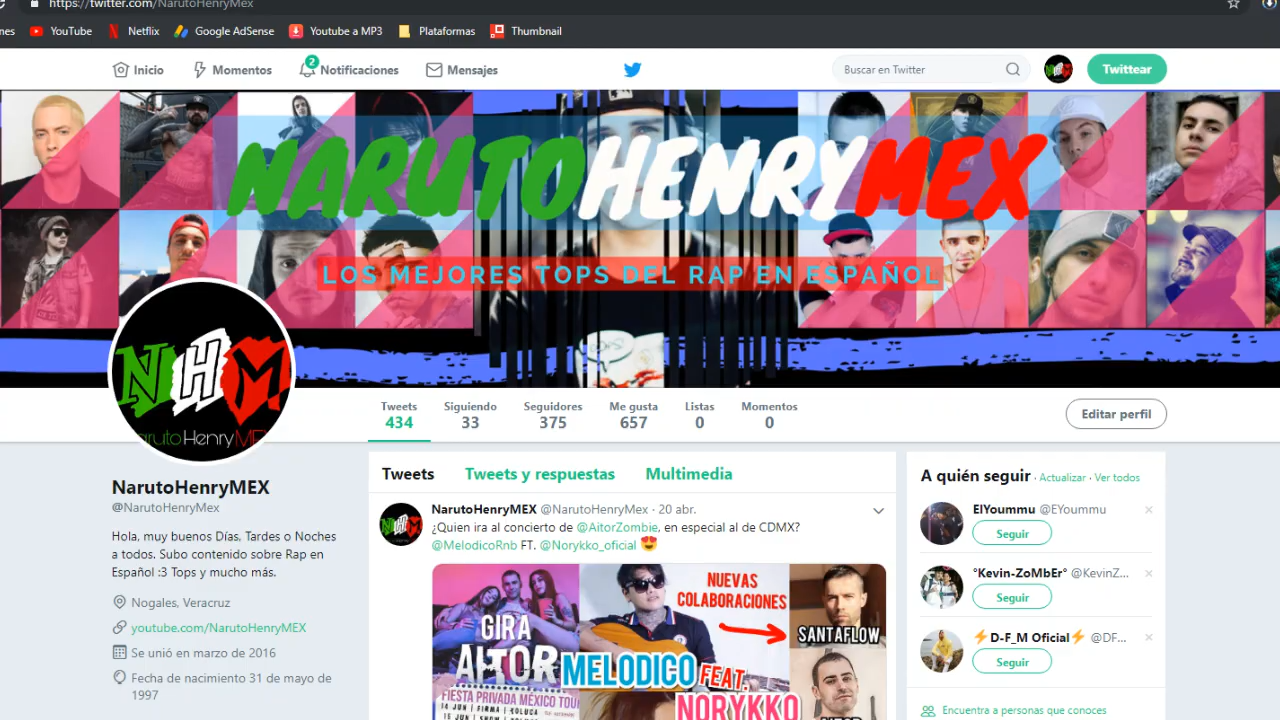 https://twitter.com/NarutoHenryMex
nes YouTube Netflix Google AdSense Youtube a MP3 Plataformas Thumbnail
Inicio Momentos 2 Notificaciones Mensajes Buscar en Twitter NHM Twittear
NARUTOHENRYMEX
LOS MEJORES TOPS DEL RAP EN ESPAÑOL
NHM
NarutoHenryMEX
Tweets Siguiendo Seguidores Me gusta Listas Momentos
434 33 375 657 0 0
Editar perfil
NarutoHenryMEX
@NarutoHenryMex
Hola, muy buenos Días, Tardes o Noches
a todos. Subo contenido sobre Rap en
Español :3 Tops y mucho más.
Nogales, Veracruz
youtube.com/NarutoHenryMEX
Se unió en marzo de 2016
Fecha de nacimiento 31 de mayo de
1997
Tweets Tweets y respuestas Multimedia
NarutoHenryMEX @NarutoHenryMex · 20 abr.
¿Quien ira al concierto de @AitorZombie, en especial al de CDMX?
@MelodicoRnb FT. @Norykko_oficial 😍
GIRA
AITOR
FIESTA PRIVADA MÉXICO TOUR
14 JUN | FIRMA | TOLUCA
MELODICO FEAT.
NORYKKO
NUEVAS
COLABORACIONES
SANTAFLOW
A quién seguir · Actualizar · Ver todos
ElYoummu @EYoummu
Seguir
°Kevin-ZoMbEr° @KevinZ...
Seguir
⚡D-F_M Oficial⚡ @DF...
Seguir
Encuentra a personas que conoces